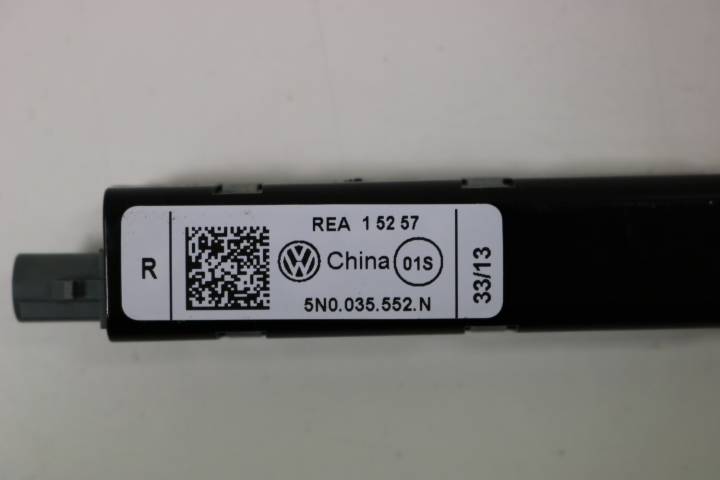 R
REA 1 52 57
China 01S
5N0.035.552.N
33/13